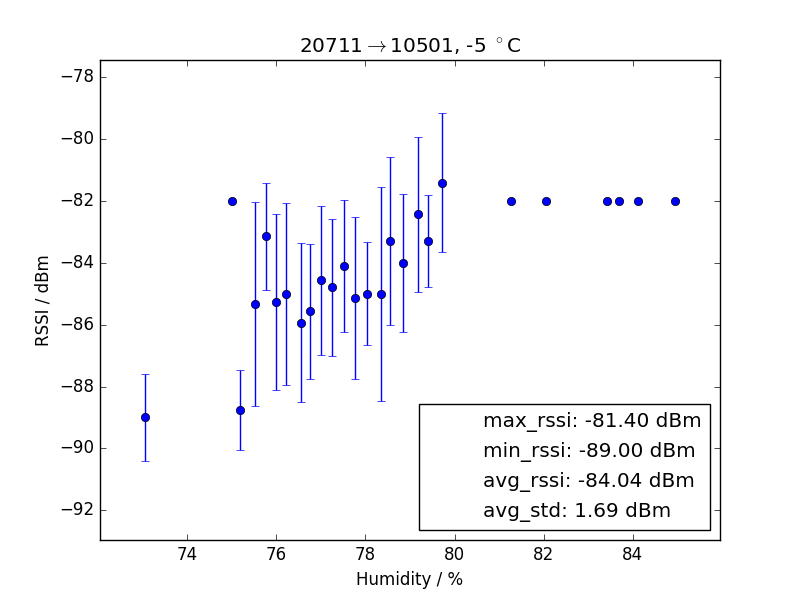 20711→10501, -5 °C
−78
−80
−82
−84
−86
−88
−90
−92
RSSI / dBm
max_rssi: -81.40 dBm
min_rssi: -89.00 dBm
avg_rssi: -84.04 dBm
avg_std: 1.69 dBm
74 76 78 80 82 84
Humidity / %